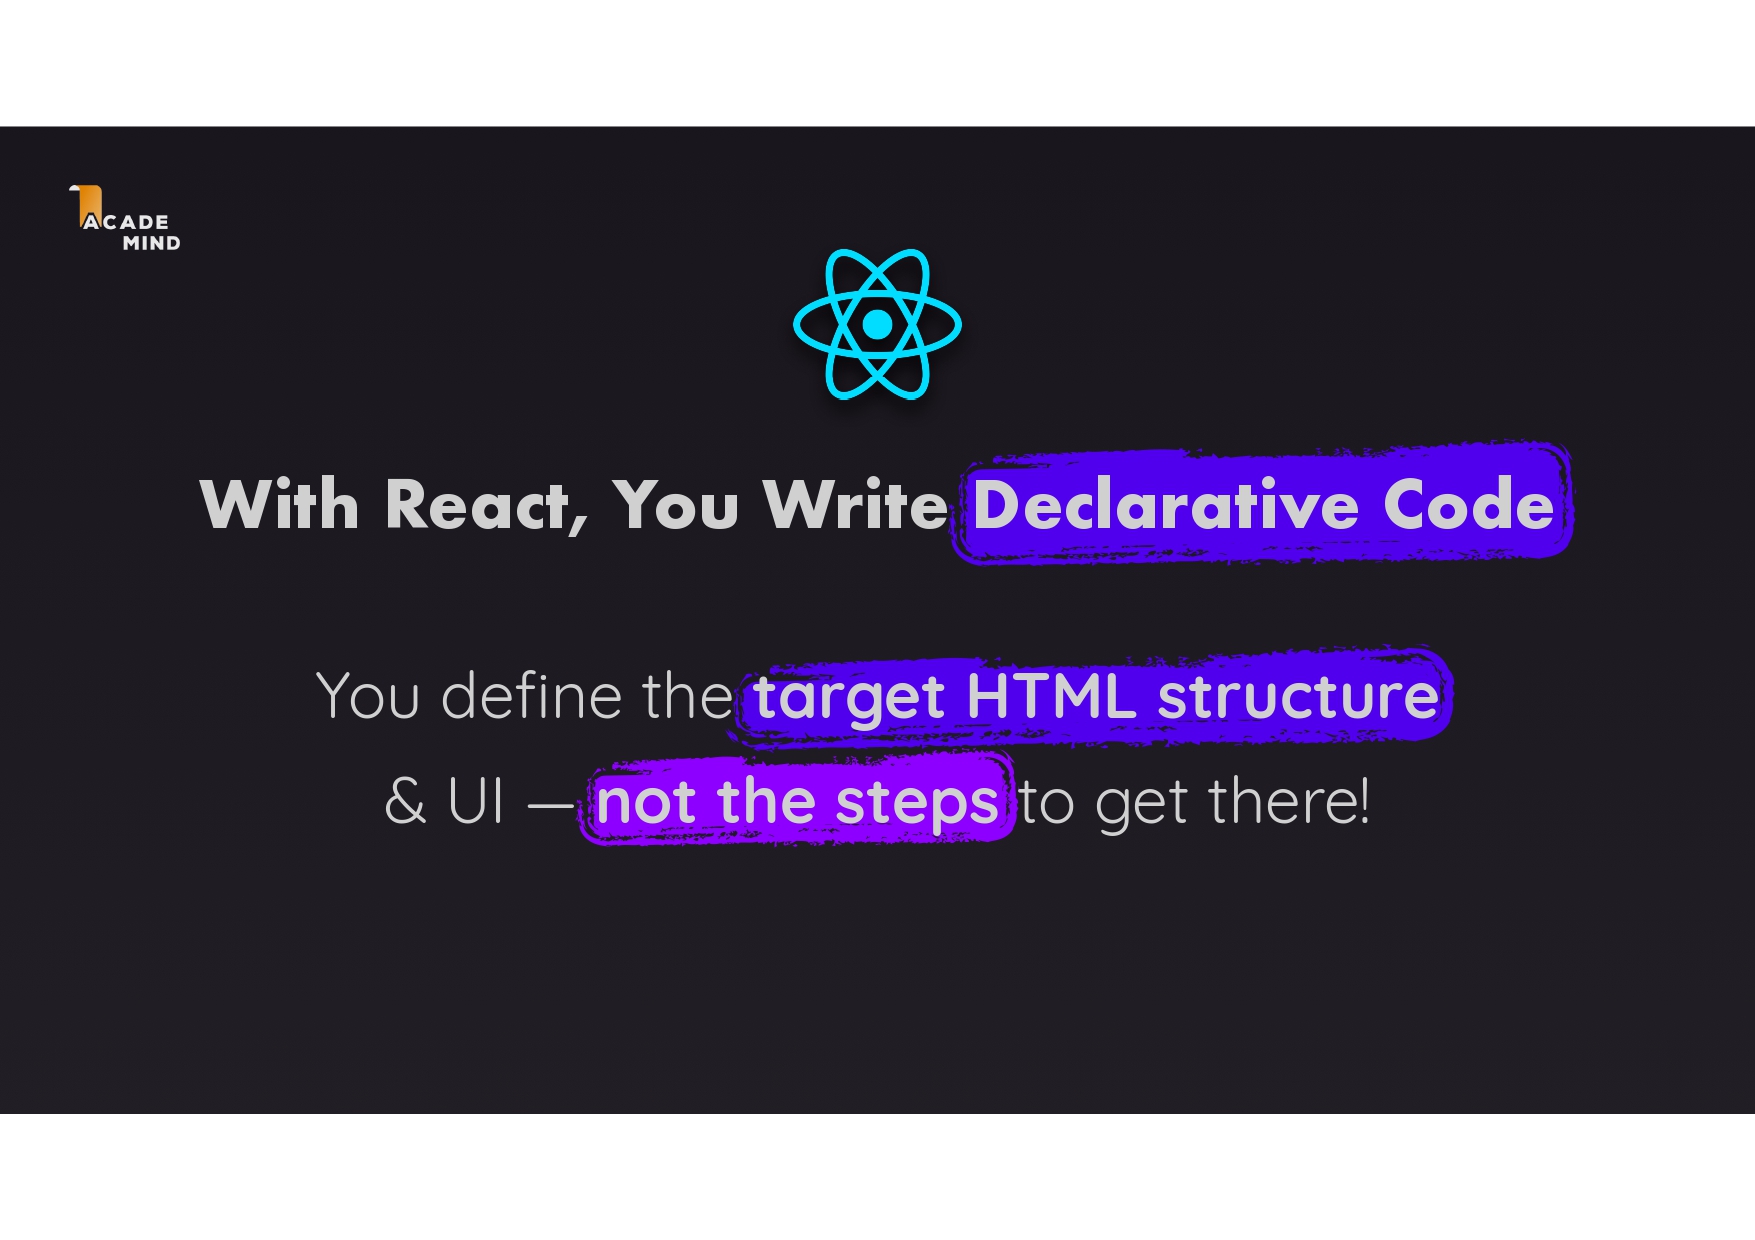 ACADE
MIND
With React, You Write Declarative Code
You define the target HTML structure
& UI — not the steps to get there!